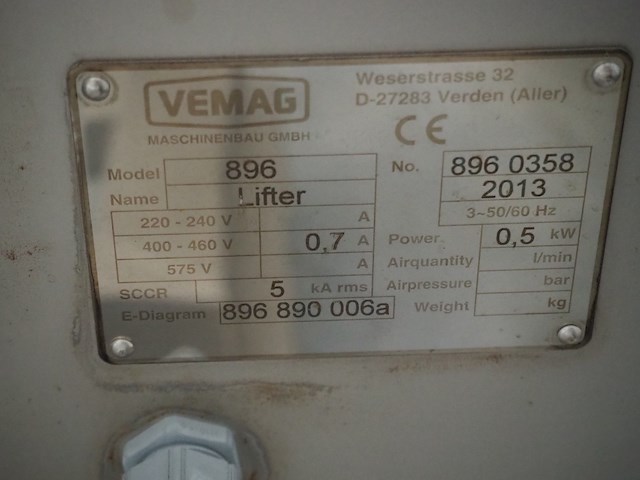 VEMAG
MASCHINENBAU GMBH
Weserstrasse 32
D-27283 Verden (Aller)
CE
Model 896
Name Lifter
220 - 240 V A
400 - 460 V 0,7 A
575 V A
SCCR 5 kA rms
E-Diagram 896 890 006a
No. 896 0358
2013
3~50/60 Hz
Power 0,5 kW
Airquantity l/min
Airpressure bar
Weight kg